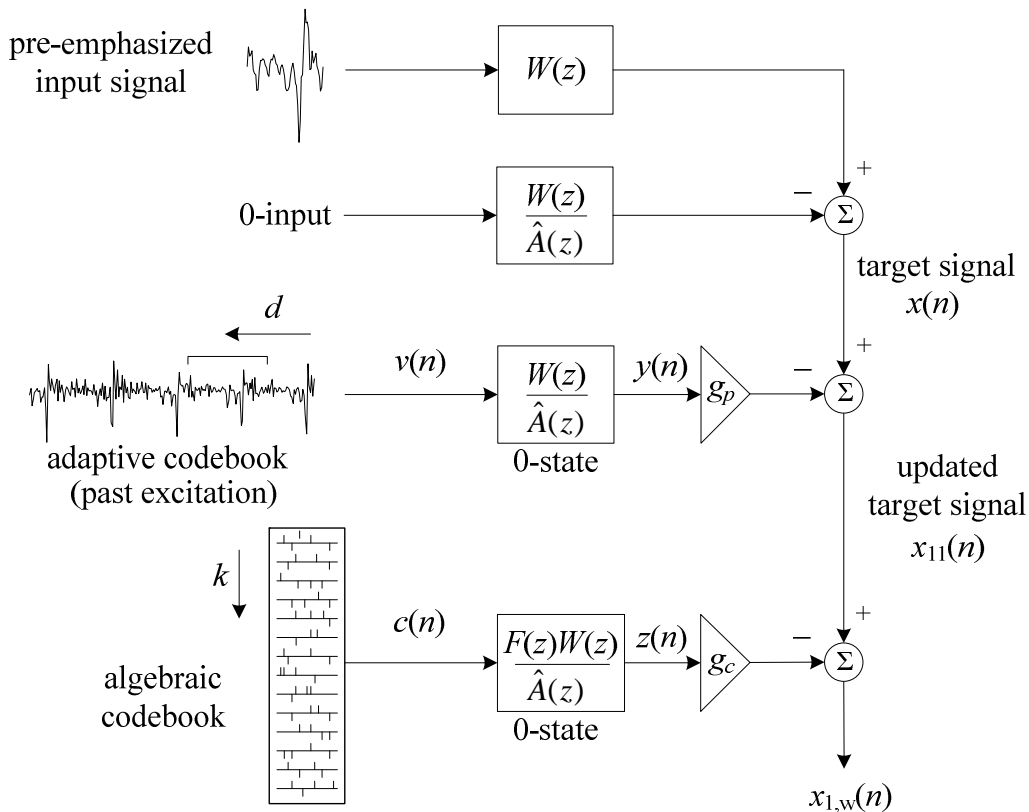 pre-emphasized
input signal
W(z)
+
0-input
W(z)
Â(z)
−
Σ
target signal
x(n)
d
v(n)
W(z)
Â(z)
0-state
y(n)
g_p
−
+
Σ
adaptive codebook
(past excitation)
updated
target signal
x_11(n)
k
algebraic
codebook
c(n)
F(z)W(z)
Â(z)
0-state
z(n)
g_c
−
+
Σ
x_1,w(n)